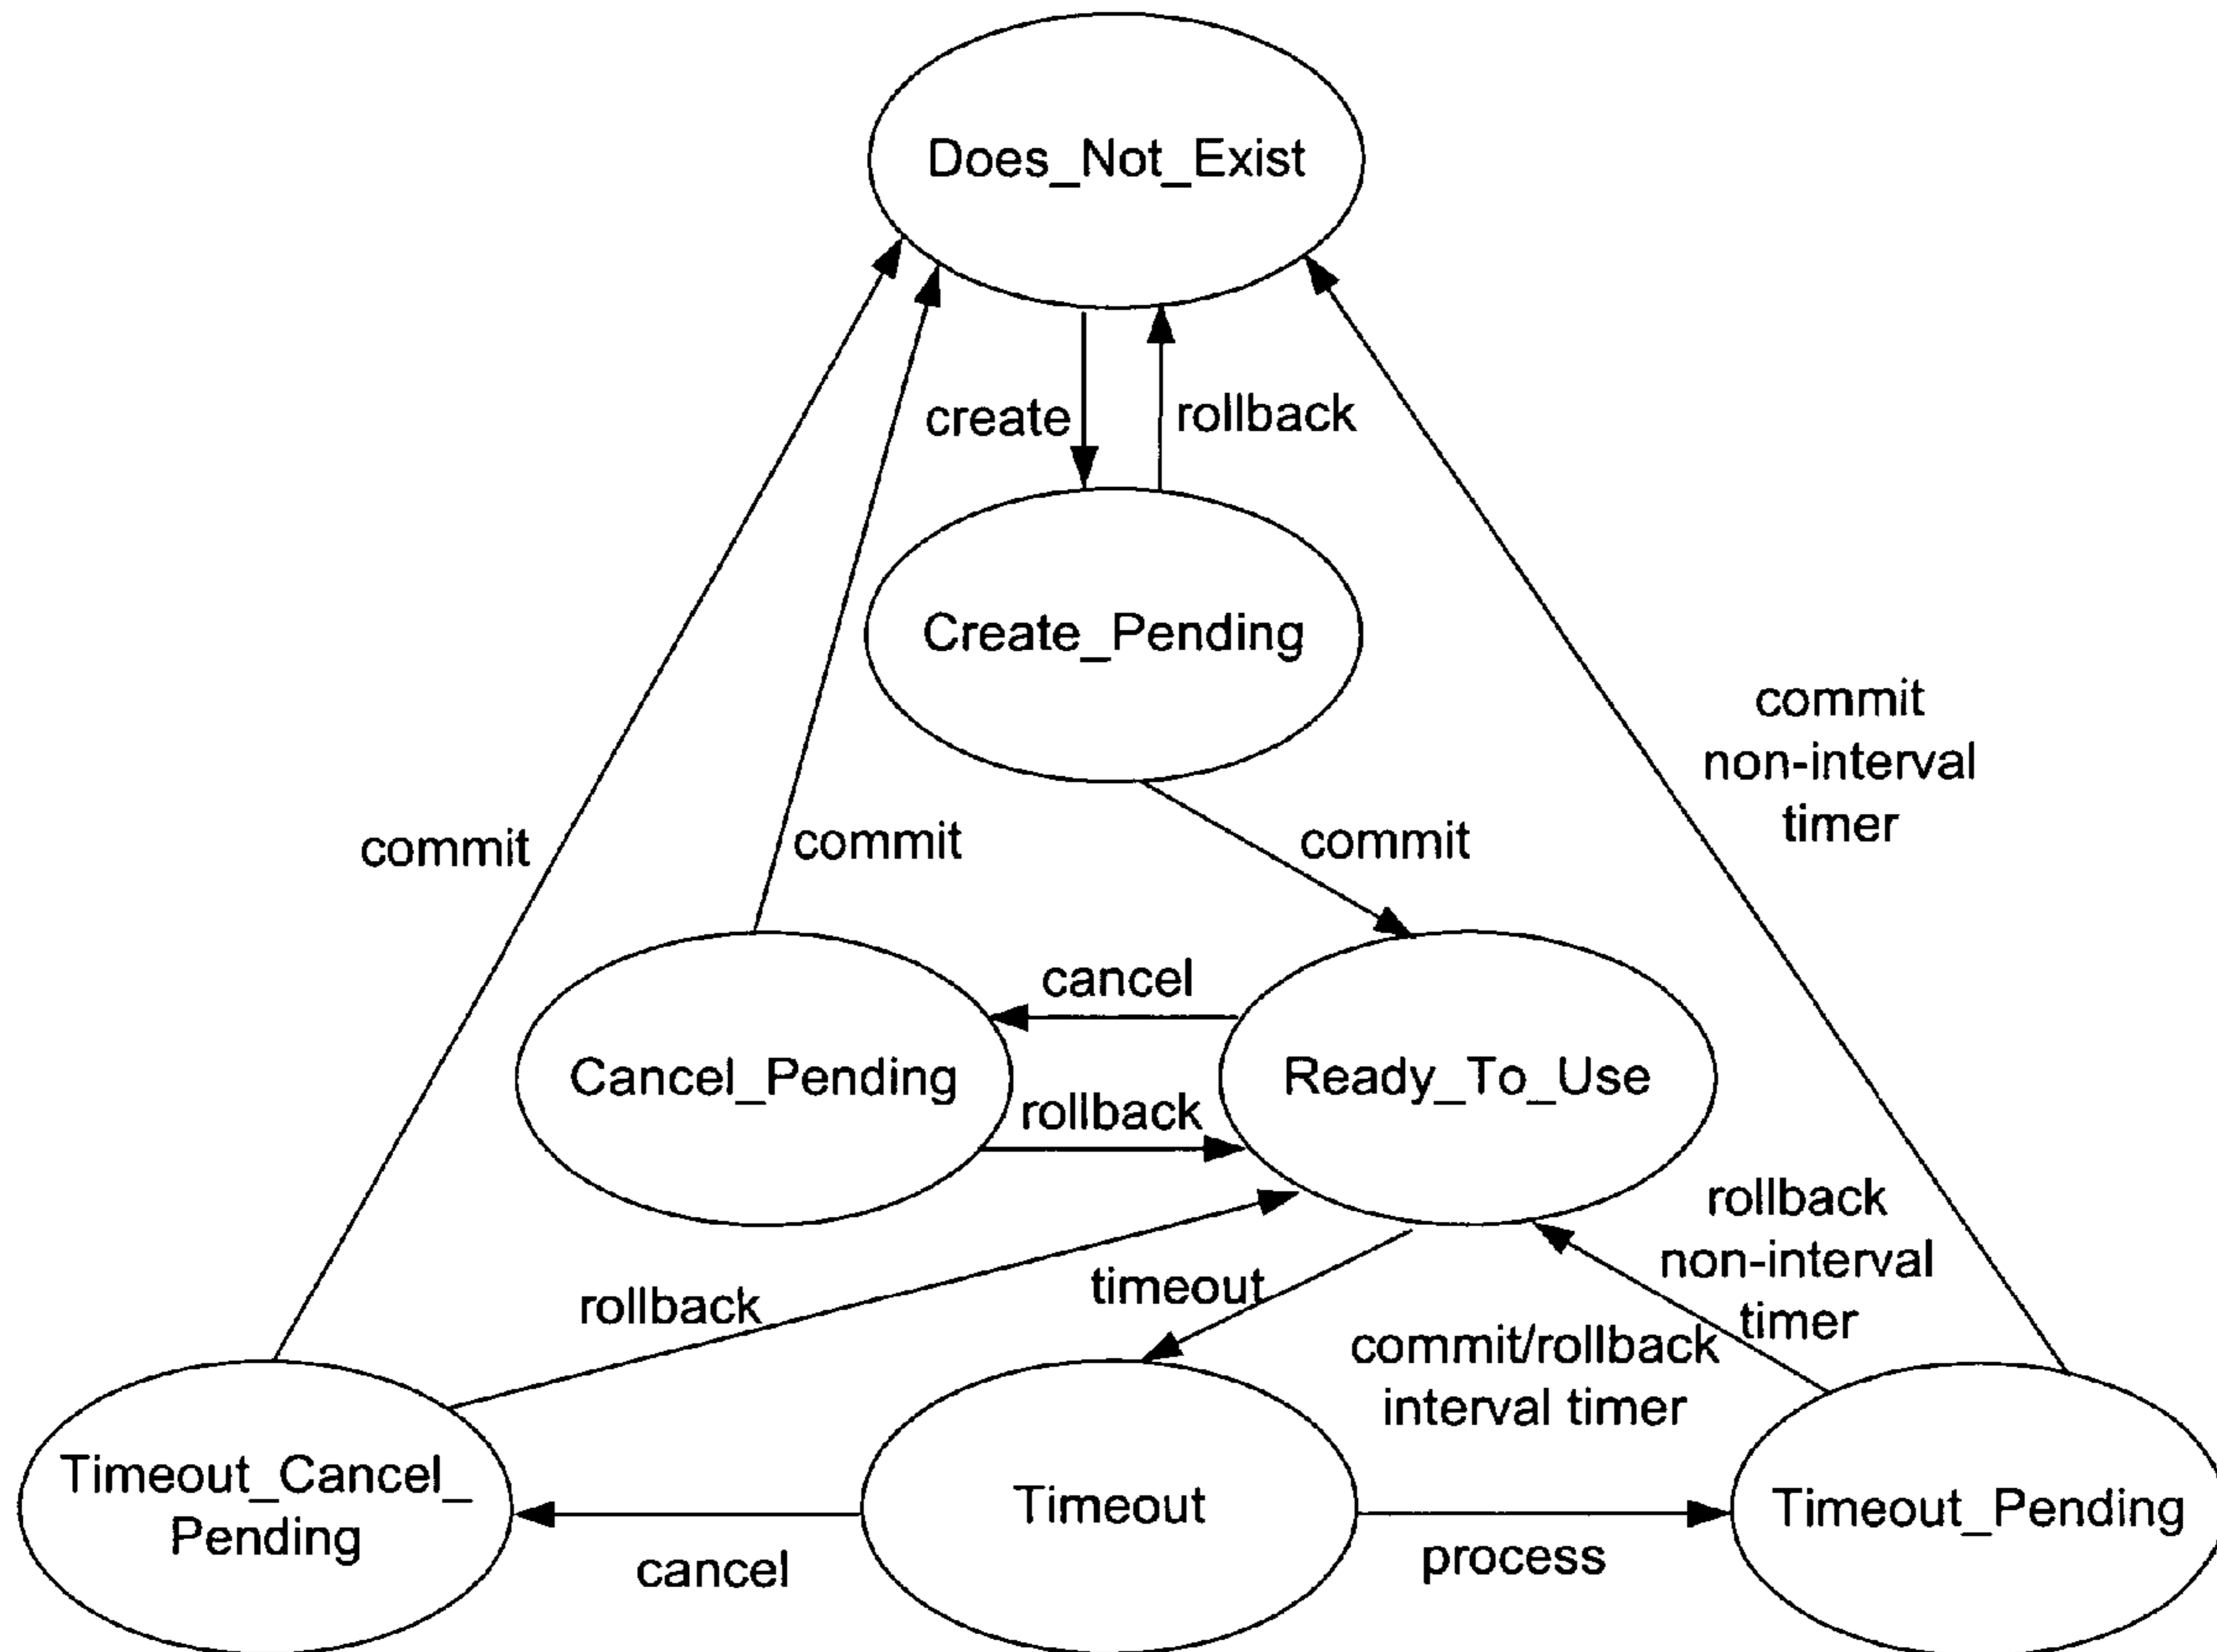 Does_Not_Exist
create
rollback
Create_Pending
commit
non-interval
timer
commit
commit
commit
cancel
Cancel_Pending
Ready_To_Use
rollback
rollback
non-interval
timer
timeout
rollback
commit/rollback
interval timer
Timeout_Cancel_
Pending
Timeout
Timeout_Pending
cancel
process